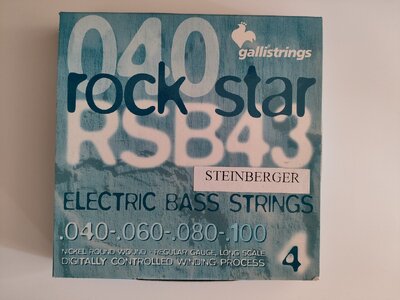 040
gallistrings
rock star
RSB43
STEINBERGER
ELECTRIC BASS STRINGS
.040-.060-.080-.100
NICKEL ROUND WOUND - REGULAR GAUGE, LONG SCALE
DIGITALLY CONTROLLED WINDING PROCESS
4